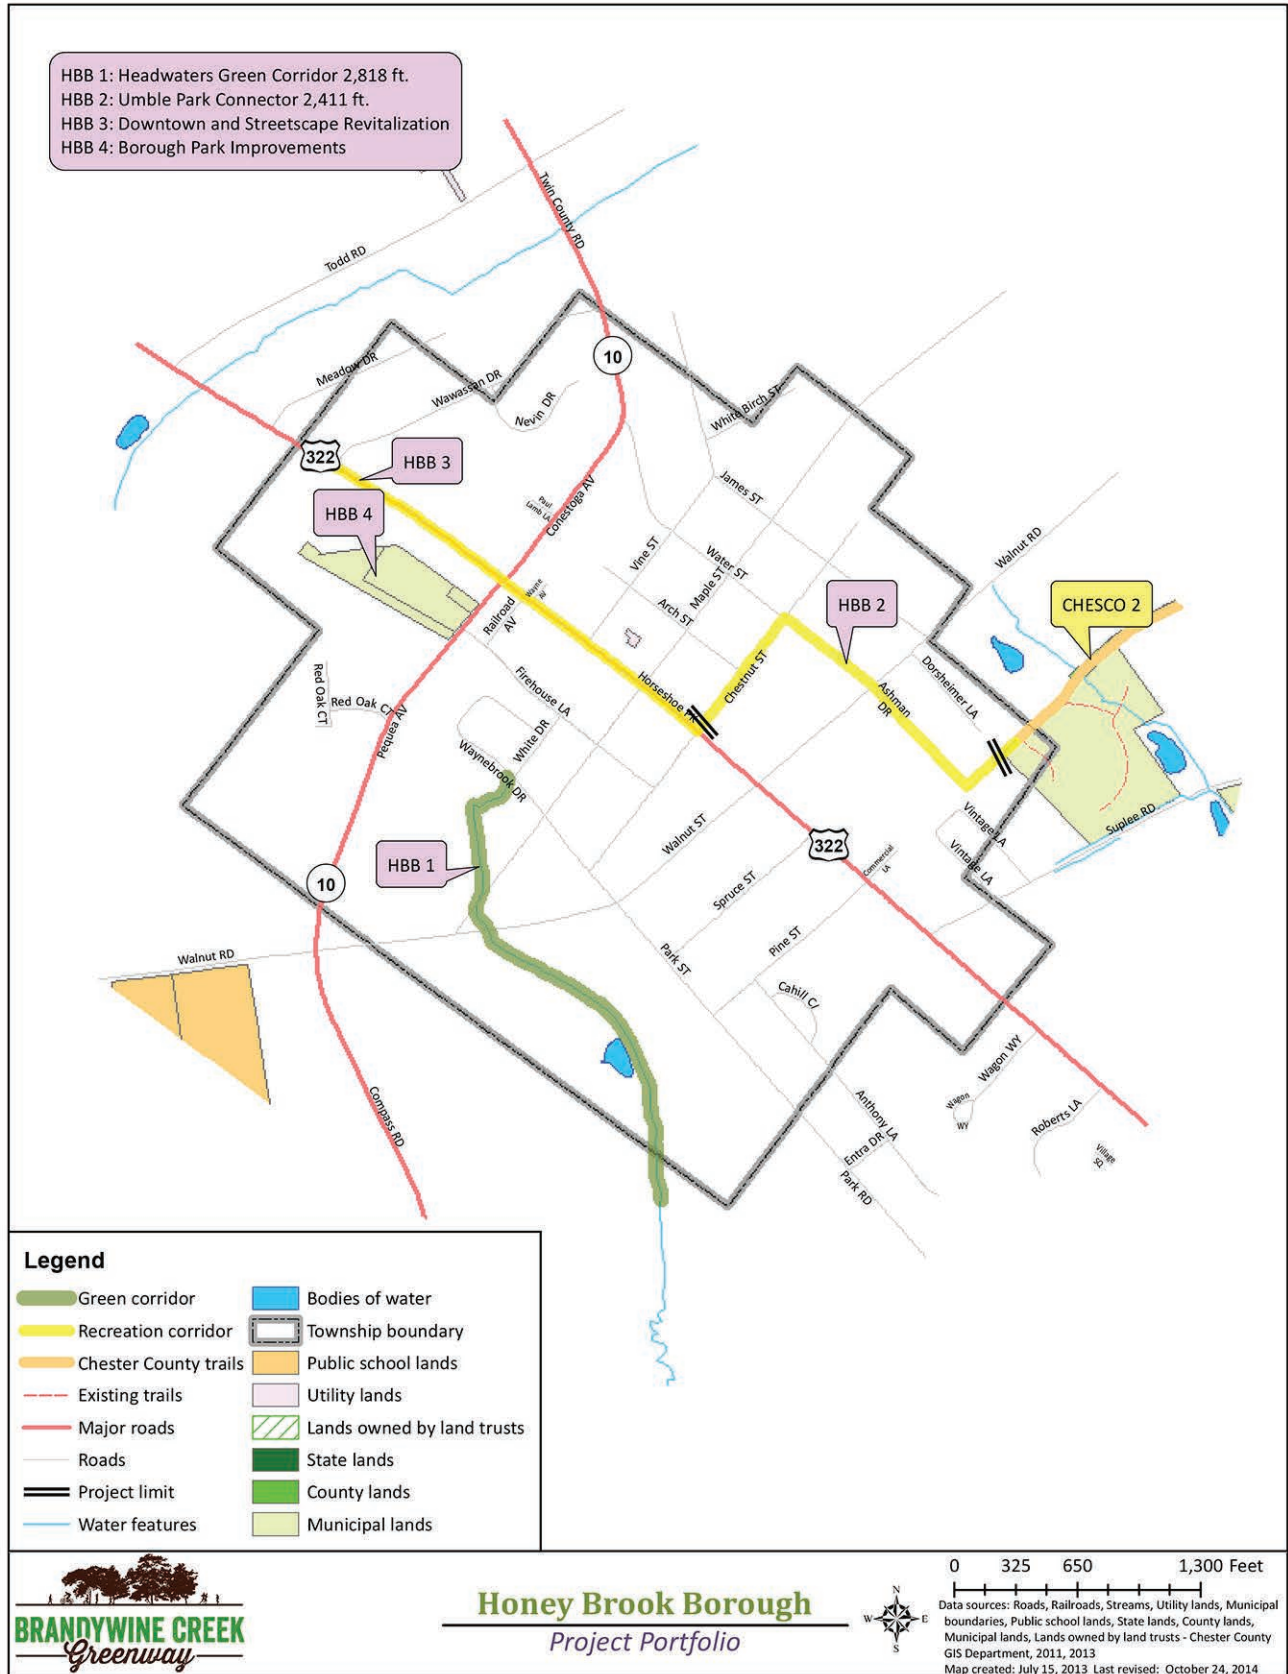 HBB 1: Headwaters Green Corridor 2,818 ft.
HBB 2: Umble Park Connector 2,411 ft.
HBB 3: Downtown and Streetscape Revitalization
HBB 4: Borough Park Improvements
Twin County RD
Todd RD
10
Meadow DR
Wawassan DR
Nevin DR
White Birch ST
322
HBB 3
James ST
HBB 4
Paul
Lamb LA
Conestoga AV
Walnut RD
Vine ST
Water ST
Maple ST
Wayne
AV
Arch ST
HBB 2
CHESCO 2
Railroad
AV
Chestnut ST
Dorsheimer LA
Firehouse LA
Horseshoe PK
Ashman
DR
Red Oak CT
Red Oak CT
Pequea AV
White DR
Waynebrook DR
Vintage LA
Suplee RD
Walnut ST
322
Vintage LA
Commercial
LA
HBB 1
10
Spruce ST
Pine ST
Park ST
Walnut RD
Cahill C/
Wagon WY
Wagon
WY
Anthony LA
Roberts LA
Compass RD
Entra DR
Village
SQ
Park RD
Legend
Green corridor
Recreation corridor
Chester County trails
Existing trails
Major roads
Roads
Project limit
Water features
Bodies of water
Township boundary
Public school lands
Utility lands
Lands owned by land trusts
State lands
County lands
Municipal lands
BRANDYWINE CREEK
Greenway
Honey Brook Borough
Project Portfolio
N
W E
S
0 325 650 1,300 Feet
Data sources: Roads, Railroads, Streams, Utility lands, Municipal
boundaries, Public school lands, State lands, County lands,
Municipal lands, Lands owned by land trusts - Chester County
GIS Department, 2011, 2013
Map created: July 15, 2013 Last revised: October 24, 2014